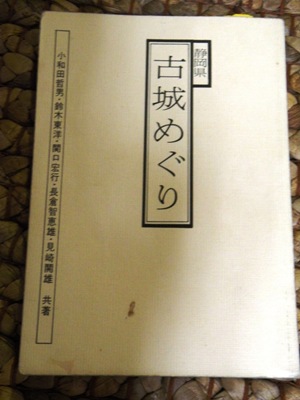 静岡県
古城めぐり
小和田哲男・鈴木東洋・関口宏行・長倉智恵雄・見崎鬨雄 共著